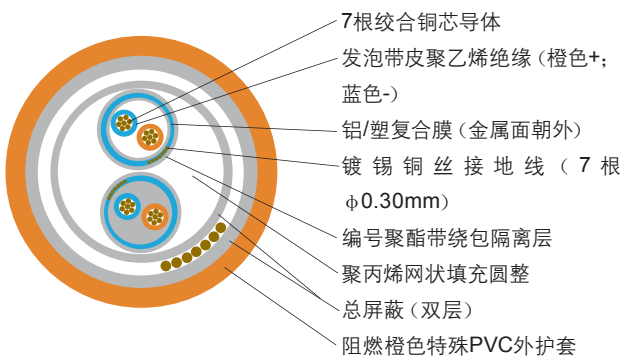 7根绞合铜芯导体
发泡带皮聚乙烯绝缘（橙色+；
蓝色-）
铝/塑复合膜（金属面朝外）
镀锡铜丝接地线（7根
φ0.30mm）
编号聚酯带绕包隔离层
聚丙烯网状填充圆整
总屏蔽（双层）
阻燃橙色特殊PVC外护套